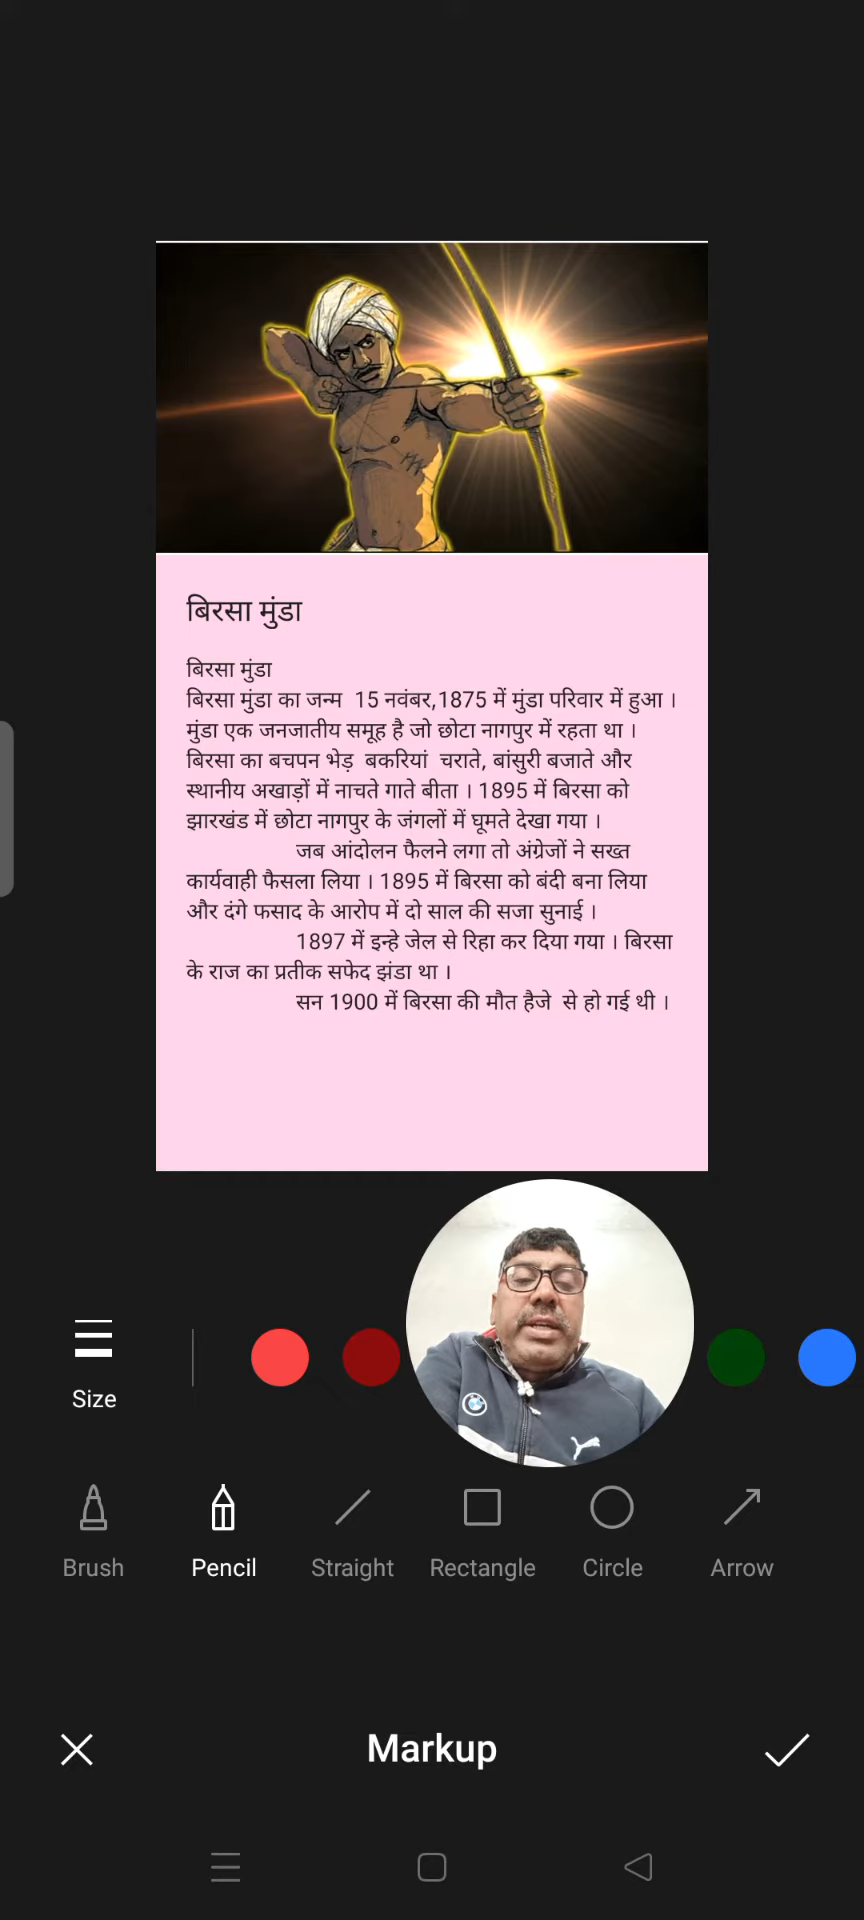 बिरसा मुंडा
बिरसा मुंडा
बिरसा मुंडा का जन्म  15 नवंबर,1875 में मुंडा परिवार में हुआ ।
मुंडा एक जनजातीय समूह है जो छोटा नागपुर में रहता था ।
बिरसा का बचपन भेड़  बकरियां  चराते, बांसुरी बजाते और
स्थानीय अखाड़ों में नाचते गाते बीता । 1895 में बिरसा को
झारखंड में छोटा नागपुर के जंगलों में घूमते देखा गया ।
जब आंदोलन फैलने लगा तो अंग्रेजों ने सख्त
कार्यवाही फैसला लिया । 1895 में बिरसा को बंदी बना लिया
और दंगे फसाद के आरोप में दो साल की सजा सुनाई ।
1897 में इन्हे जेल से रिहा कर दिया गया । बिरसा
के राज का प्रतीक सफेद झंडा था ।
सन 1900 में बिरसा की मौत हैजे  से हो गई थी ।
Size
Brush Pencil Straight Rectangle Circle Arrow
Markup